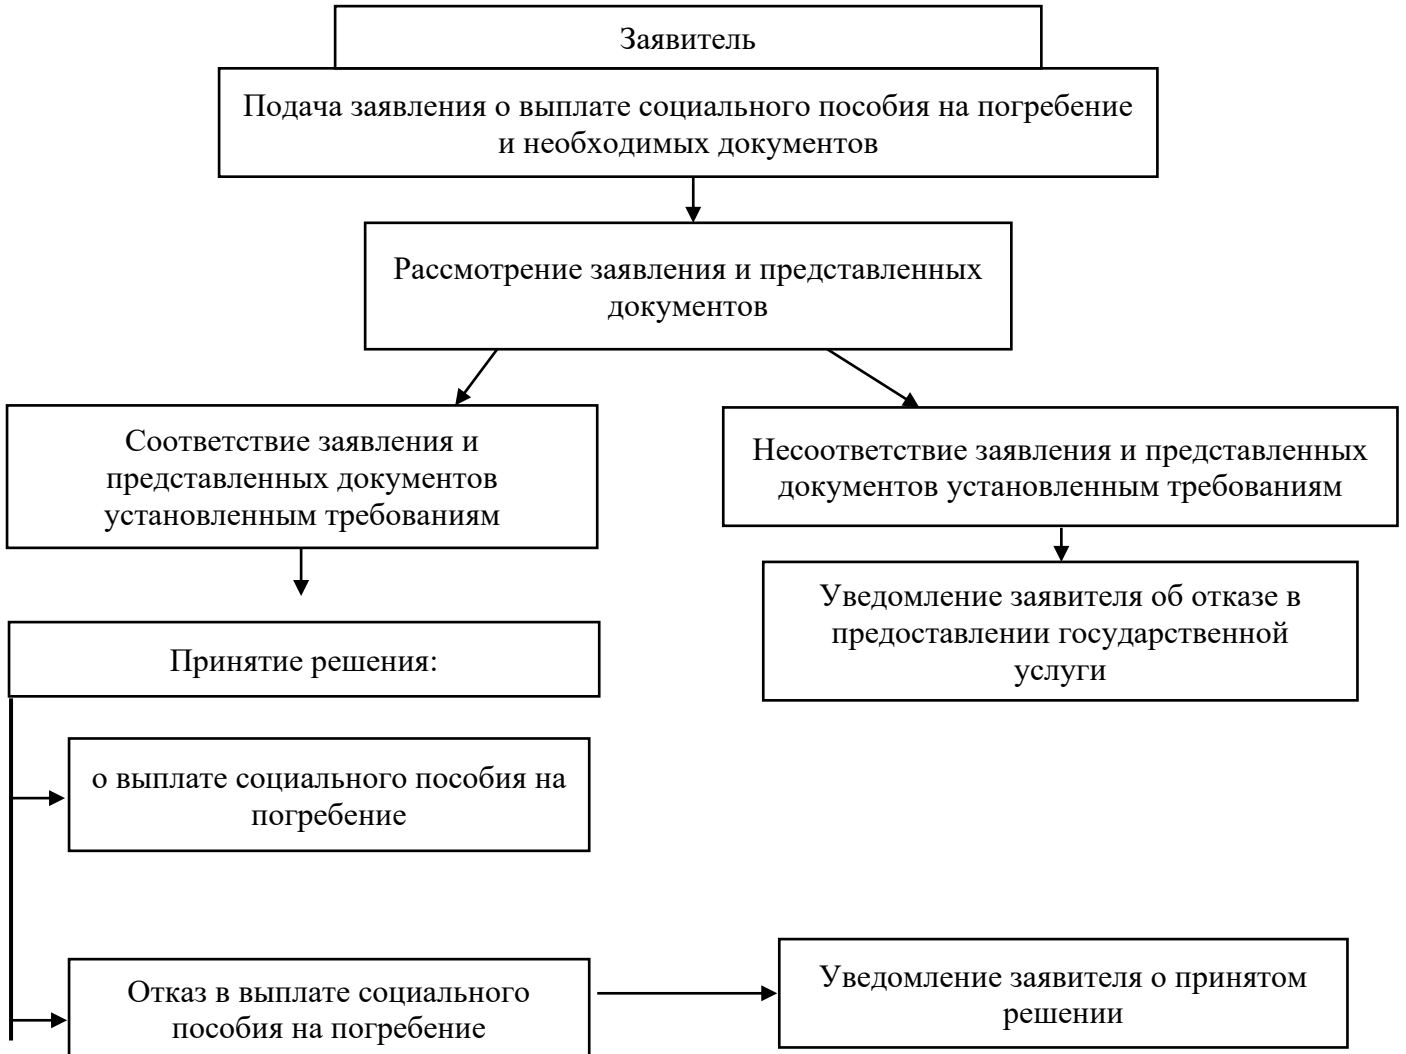 Заявитель
Подача заявления о выплате социального пособия на погребение
и необходимых документов
Рассмотрение заявления и представленных
документов
Соответствие заявления и
представленных документов
установленным требованиям
Несоответствие заявления и представленных
документов установленным требованиям
Уведомление заявителя об отказе в
предоставлении государственной
услуги
Принятие решения:
о выплате социального пособия на
погребение
Отказ в выплате социального
пособия на погребение
Уведомление заявителя о принятом
решении